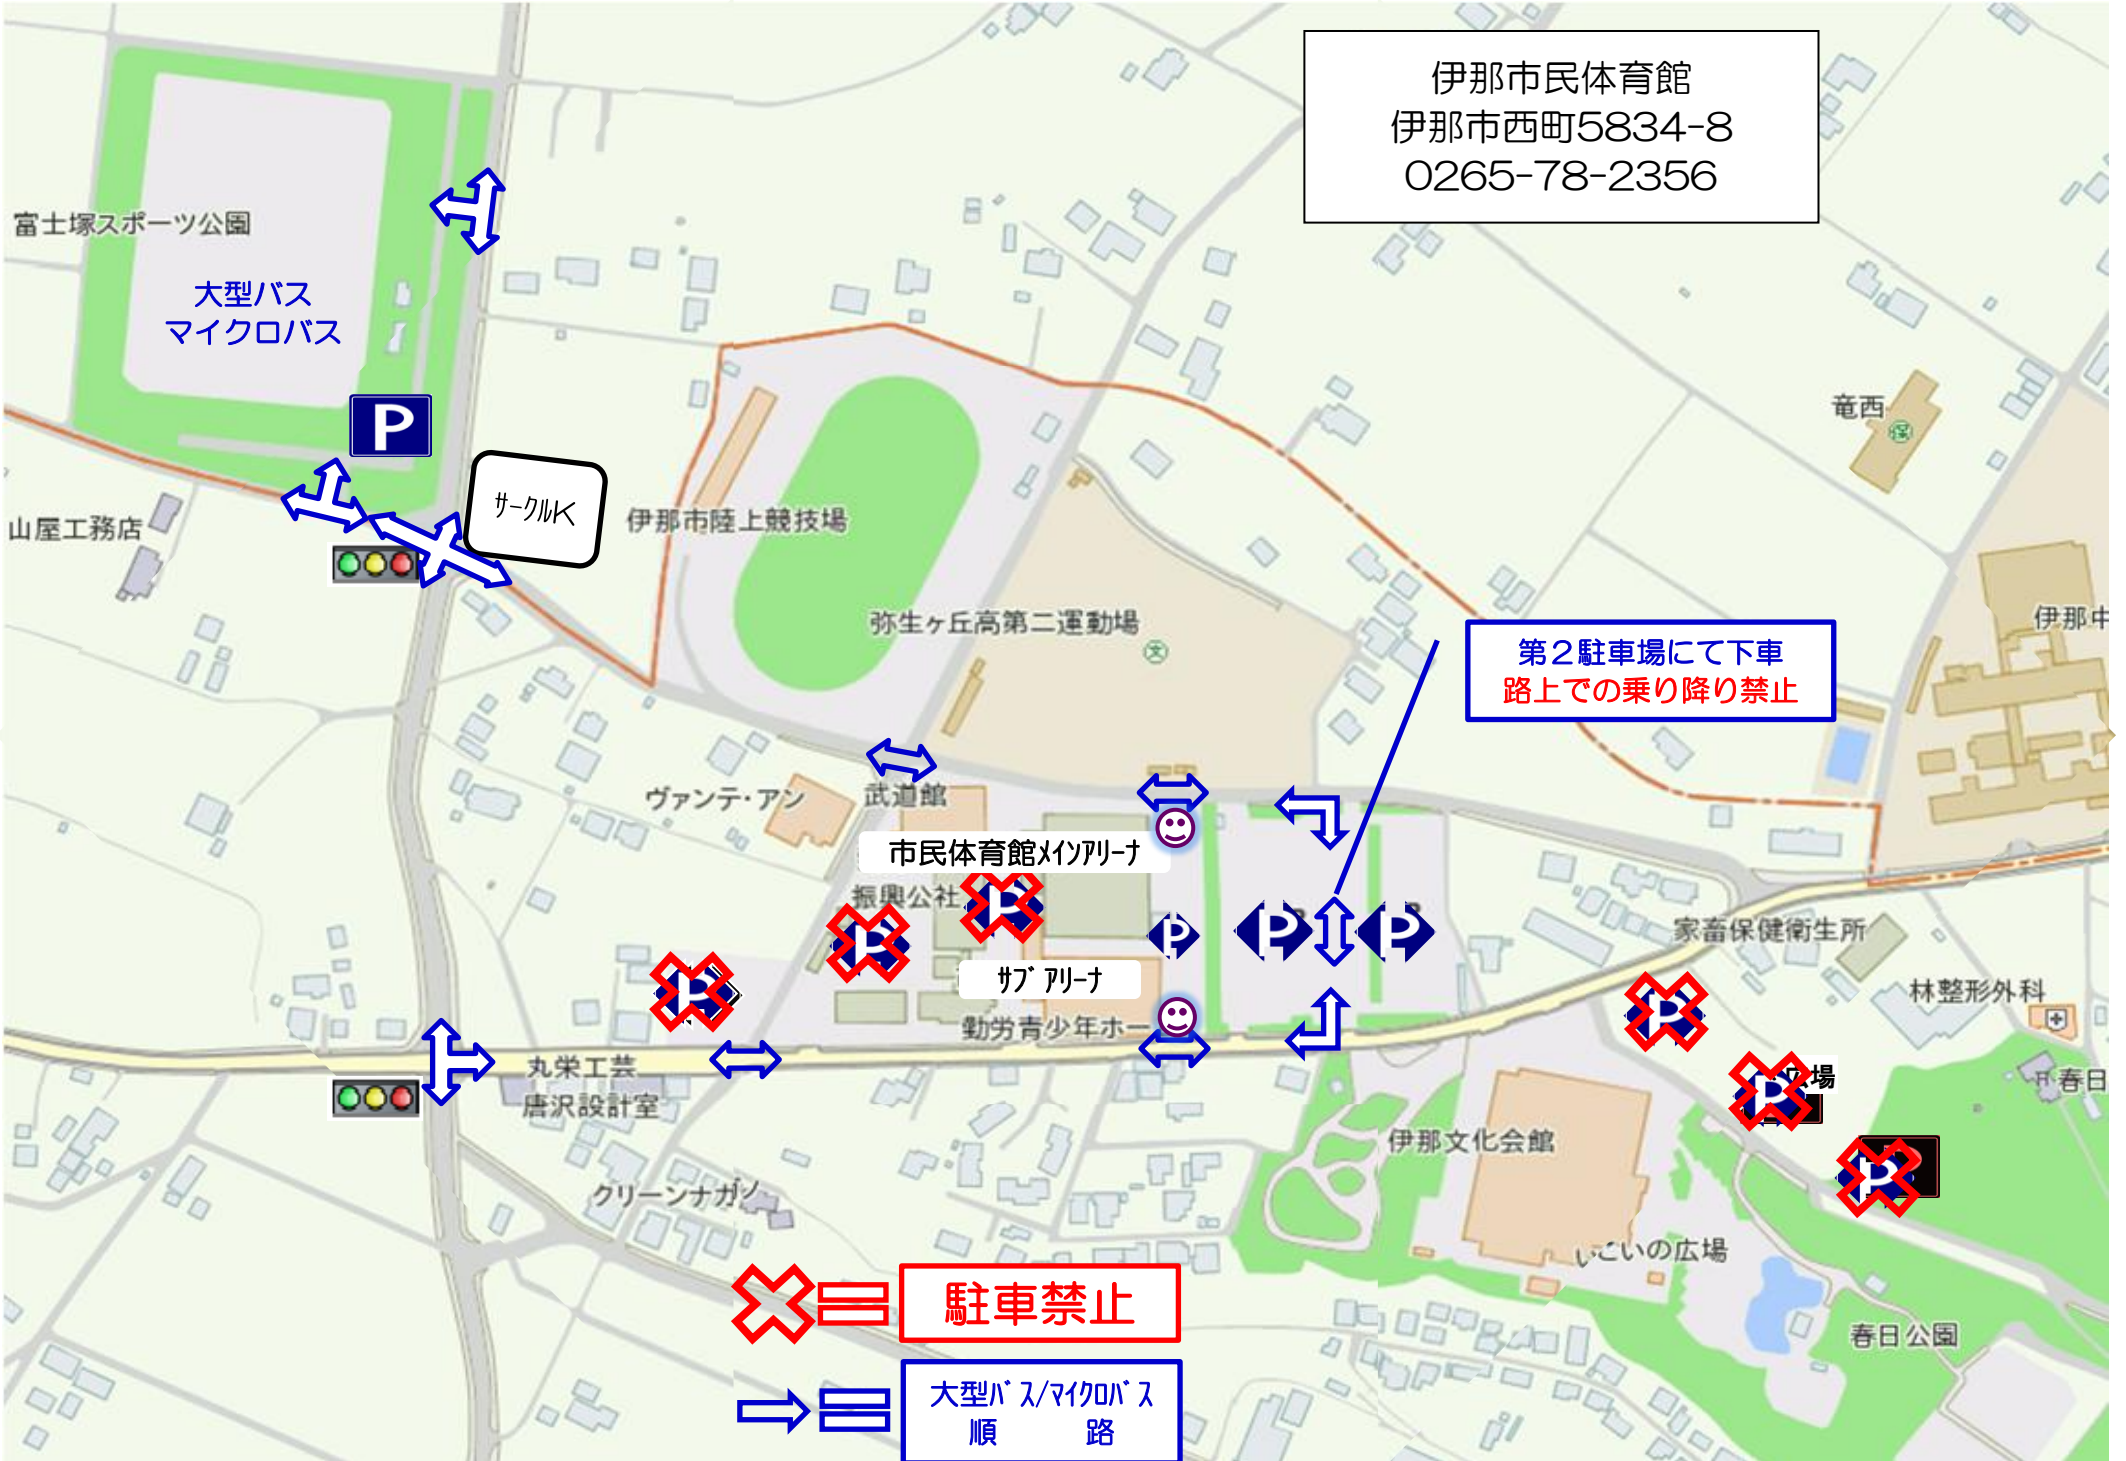 伊那市民体育館
伊那市西町5834-8
0265-78-2356
富士塚スポーツ公園
大型バス
マイクロバス
P
竜西
保
サークルK
山屋工務店
伊那市陸上競技場
弥生ヶ丘高第二運動場
文
伊那中
第2駐車場にて下車
路上での乗り降り禁止
ヴァンテ・アン
武道館
市民体育館メインアリーナ
振興公社
P
P
P
P
P
P
サブアリーナ
勤労青少年ホー
家畜保健衛生所
林整形外科
P
丸栄工芸
唐沢設計室
P
広場
春日
伊那文化会館
P
クリーンナガノ
いこいの広場
春日公園
駐車禁止
大型バス/マイクロバス
順 路